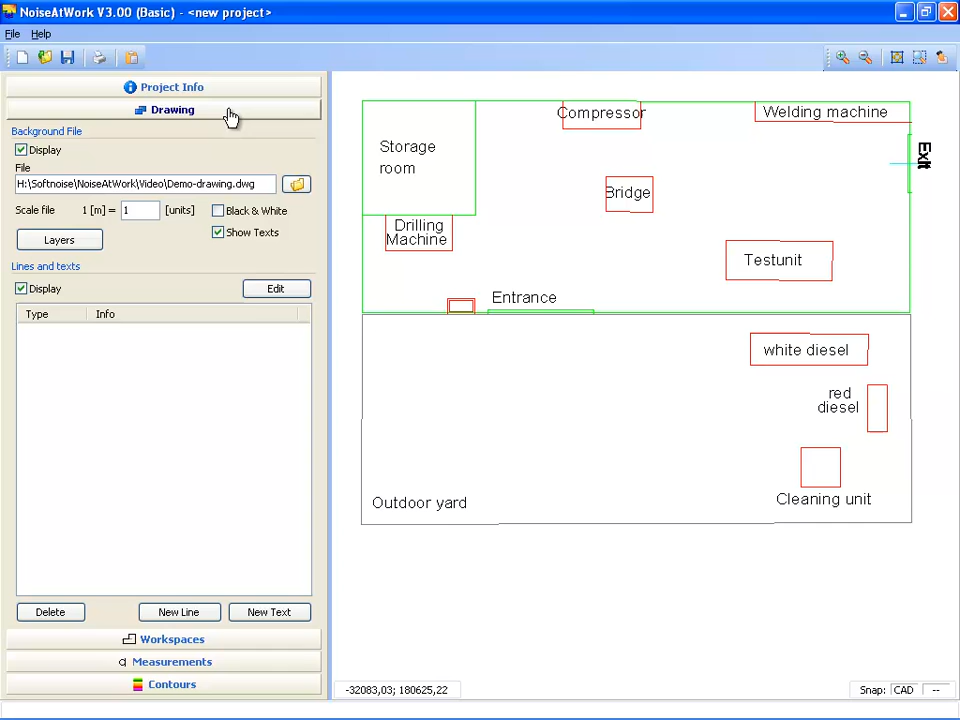 NoiseAtWork V3.00 (Basic) - <new project>
File Help
Project Info
Drawing
Background File
Display
File
H:\Softnoise\NoiseAtWork\Video\Demo-drawing.dwg
Scale file 1 [m] = 1 [units] Black & White
Show Texts
Layers
Lines and texts
Display Edit
Type Info
Delete New Line New Text
Workspaces
Measurements
Contours
Compressor
Welding machine
Storage
room
Exit
Bridge
Drilling
Machine
Testunit
Entrance
white diesel
red
diesel
Cleaning unit
Outdoor yard
-32083,03; 180625,22
Snap: CAD --